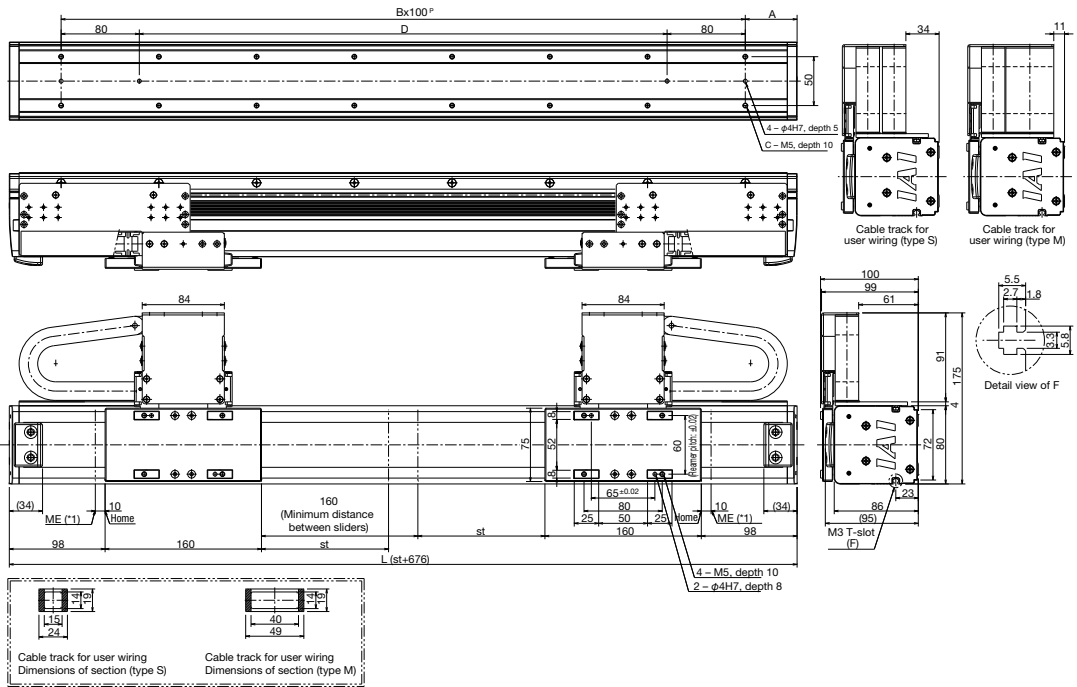 Bx100 P
A
80
D
80
50
4 – φ4H7, depth 5
C – M5, depth 10
34
11
IAI
IAI
Cable track for
user wiring (type S)
Cable track for
user wiring (type M)
84
84
100
99
61
91
175
4
72
80
IAI
23
86
(95)
M3 T-slot
(F)
5.5
2.7
1.8
3.3
5.8
Detail view of F
75
8
52
8
60
(Reamer pitch: ±0.02)
65±0.02
80
25
50
25
(34)
10
Home
ME (*1)
160
(Minimum distance
between sliders)
Home
10
ME (*1)
(34)
98
160
st
st
160
98
L (st+676)
4 – M5, depth 10
2 – φ4H7, depth 8
14
19
15
24
14
19
40
49
Cable track for user wiring
Dimensions of section (type S)
Cable track for user wiring
Dimensions of section (type M)